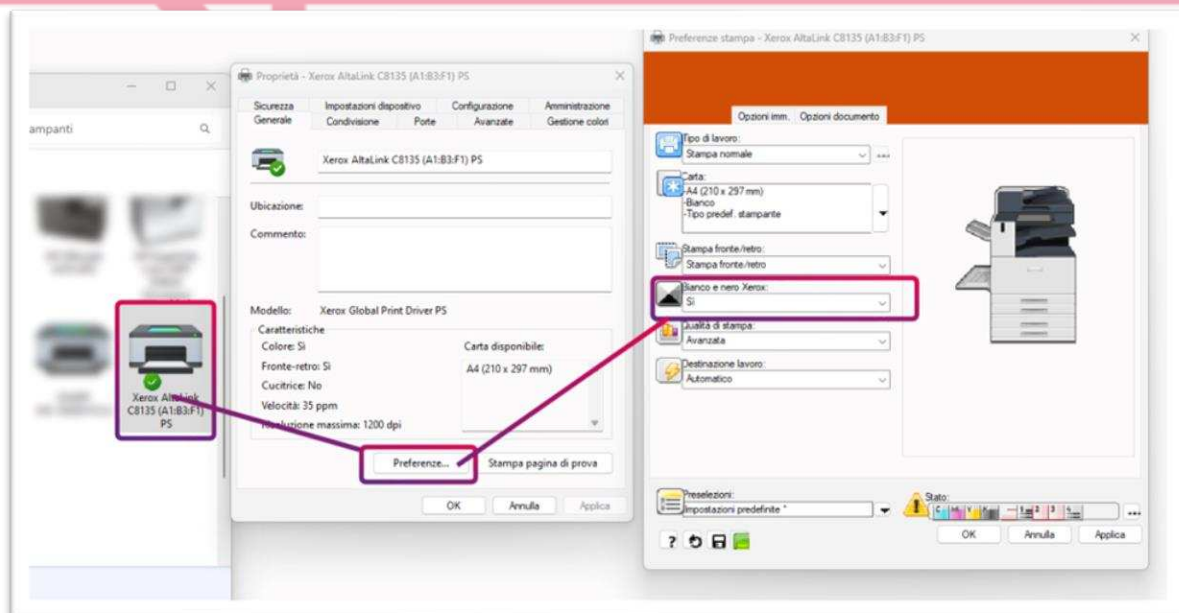 ampanti
Xerox AltaLink
C8135 (A1:B3:F1)
PS
Proprietà - Xerox AltaLink C8135 (A1:B3:F1) PS
Sicurezza Impostazioni dispositivo Configurazione Amministrazione
Generale Condivisione Porte Avanzate Gestione colori
Xerox AltaLink C8135 (A1:B3:F1) PS
Ubicazione:
Commento:
Modello: Xerox Global Print Driver PS
Caratteristiche
Colore: Sì Carta disponibile:
Fronte-retro: Sì A4 (210 x 297 mm)
Cucitrice: No
Velocità: 35 ppm
Risoluzione massima: 1200 dpi
Preferenze... Stampa pagina di prova
OK Annulla Applica
Preferenze stampa - Xerox AltaLink C8135 (A1:B3:F1) PS
Opzioni imm. Opzioni documento
Tipo di lavoro:
Stampa normale
Carta:
-A4 (210 x 297 mm)
-Bianco
-Tipo predef. stampante
Stampa fronte/retro:
Stampa fronte/retro
Bianco e nero Xerox:
Sì
Qualità di stampa:
Avanzata
Destinazione lavoro:
Automatico
Preselezioni:
Impostazioni predefinite *
Stato:
OK Annulla Applica